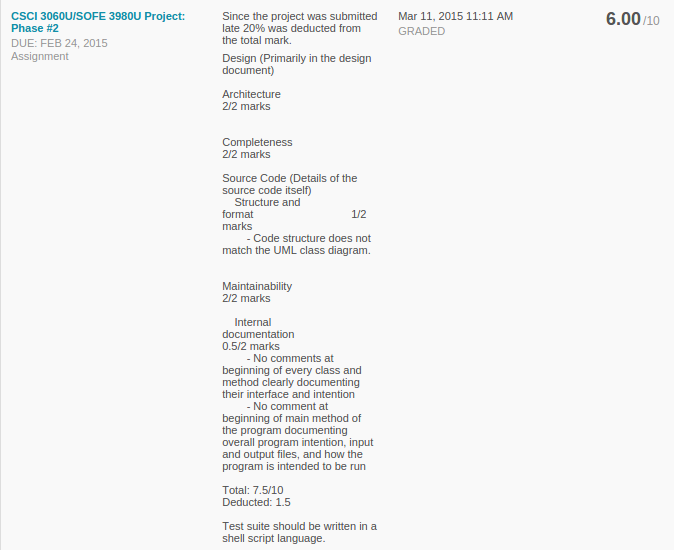 CSCI 3060U/SOFE 3980U Project:
Phase #2
DUE: FEB 24, 2015
Assignment
Since the project was submitted
late 20% was deducted from
the total mark.
Design (Primarily in the design
document)
Architecture
2/2 marks
Completeness
2/2 marks
Source Code (Details of the
source code itself)
Structure and
format 1/2
marks
- Code structure does not
match the UML class diagram.
Maintainability
2/2 marks
Internal
documentation
0.5/2 marks
- No comments at
beginning of every class and
method clearly documenting
their interface and intention
- No comment at
beginning of main method of
the program documenting
overall program intention, input
and output files, and how the
program is intended to be run
Total: 7.5/10
Deducted: 1.5
Test suite should be written in a
shell script language.
Mar 11, 2015 11:11 AM
GRADED
6.00 /10